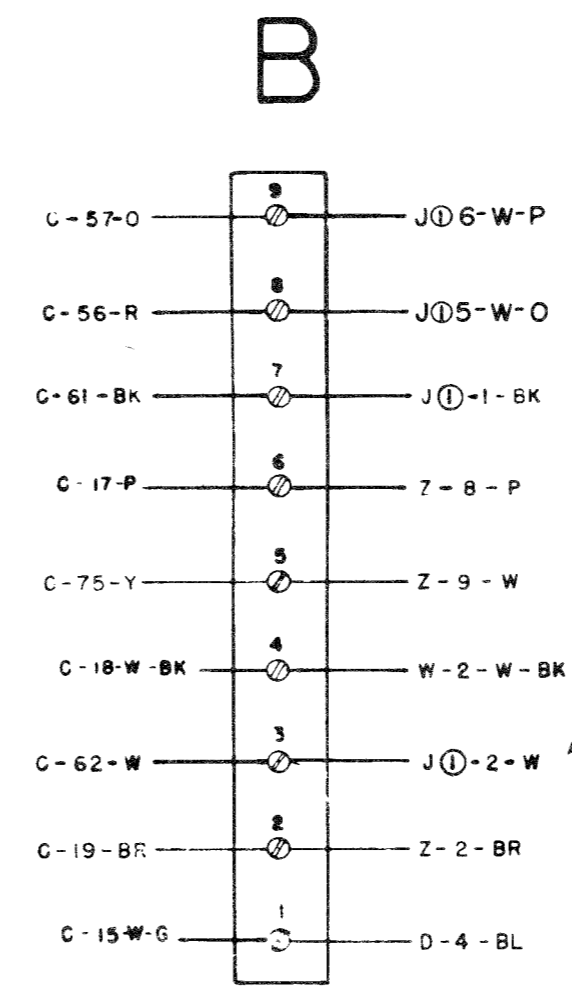 B
9
C-57-O J①6-W-P
8
C-56-R J①5-W-O
7
C-61-BK J①-1-BK
6
C-17-P Z-8-P
5
C-75-Y Z-9-W
4
C-18-W-BK W-2-W-BK
3
C-62-W J①-2-W
2
C-19-BR Z-2-BR
1
C-15-W-G D-4-BL